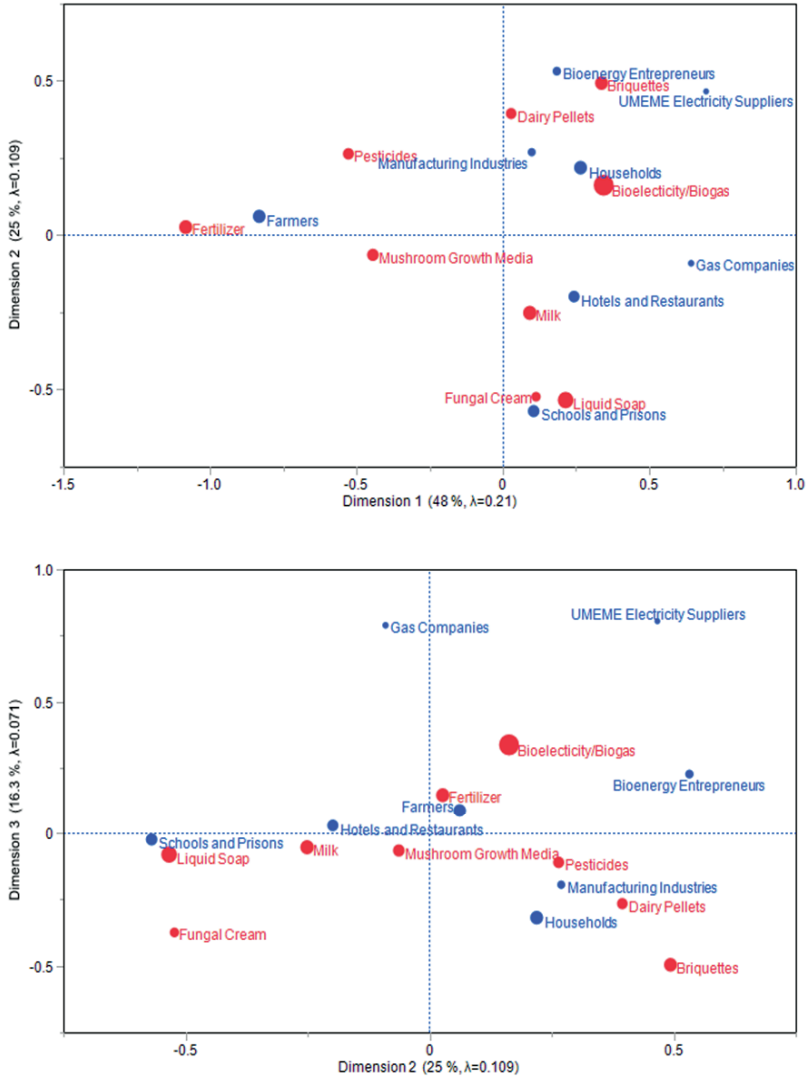 Dimension 2 (25 %, λ=0.109)
0.5
0
-0.5
Bioenergy Entrepreneurs
Briquettes
UMEME Electricity Suppliers
Dairy Pellets
Pesticides
Manufacturing Industries
Households
Bioelecticity/Biogas
Farmers
Fertilizer
Mushroom Growth Media
Gas Companies
Hotels and Restaurants
Milk
Fungal Cream
Liquid Soap
Schools and Prisons
-1.5 -1.0 -0.5 0 0.5 1.0
Dimension 1 (48 %, λ=0.21)
Dimension 3 (16.3 %, λ=0.071)
1.0
0.5
0
-0.5
UMEME Electricity Suppliers
Gas Companies
Bioelecticity/Biogas
Bioenergy Entrepreneurs
Fertilizer
Farmers
Hotels and Restaurants
Schools and Prisons
Milk
Mushroom Growth Media
Liquid Soap
Pesticides
Manufacturing Industries
Dairy Pellets
Households
Fungal Cream
Briquettes
-0.5 0 0.5
Dimension 2 (25 %, λ=0.109)